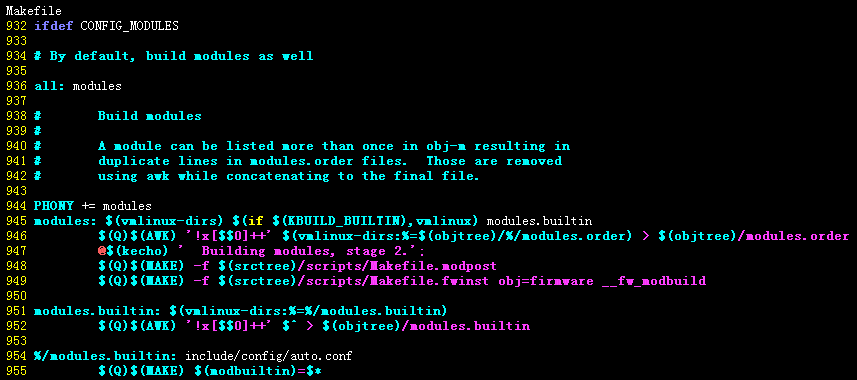 Makefile
932 ifdef CONFIG_MODULES
933
934 # By default, build modules as well
935
936 all: modules
937
938 #       Build modules
939 #
940 #       A module can be listed more than once in obj-m resulting in
941 #       duplicate lines in modules.order files.  Those are removed
942 #       using awk while concatenating to the final file.
943
944 PHONY += modules
945 modules: $(vmlinux-dirs) $(if $(KBUILD_BUILTIN),vmlinux) modules.builtin
946         $(Q)$(AWK) '!x[$$0]++' $(vmlinux-dirs:%=$(objtree)/%/modules.order) > $(objtree)/modules.order
947         @$(kecho) '  Building modules, stage 2.';
948         $(Q)$(MAKE) -f $(srctree)/scripts/Makefile.modpost
949         $(Q)$(MAKE) -f $(srctree)/scripts/Makefile.fwinst obj=firmware __fw_modbuild
950
951 modules.builtin: $(vmlinux-dirs:%=%/modules.builtin)
952         $(Q)$(AWK) '!x[$$0]++' $^ > $(objtree)/modules.builtin
953
954 %/modules.builtin: include/config/auto.conf
955         $(Q)$(MAKE) $(modbuiltin)=$*